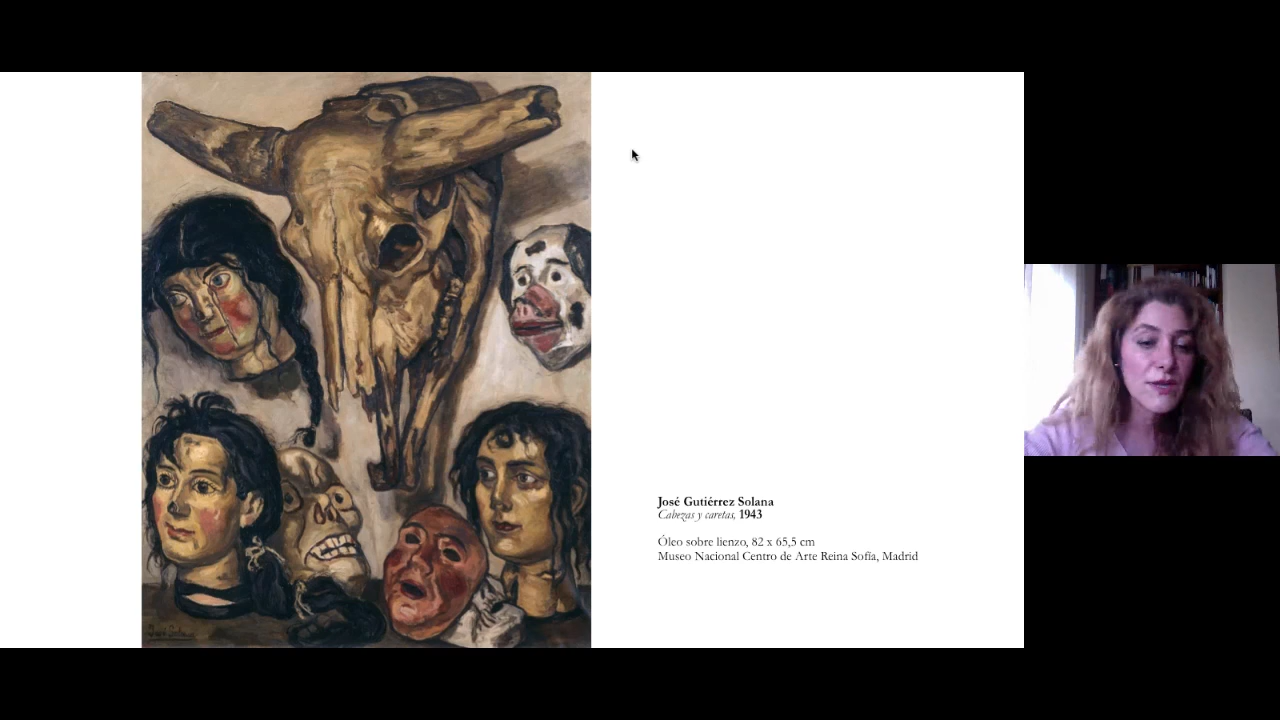 José Gutiérrez Solana
Cabezas y caretas, 1943
Óleo sobre lienzo, 82 x 65,5 cm
Museo Nacional Centro de Arte Reina Sofía, Madrid